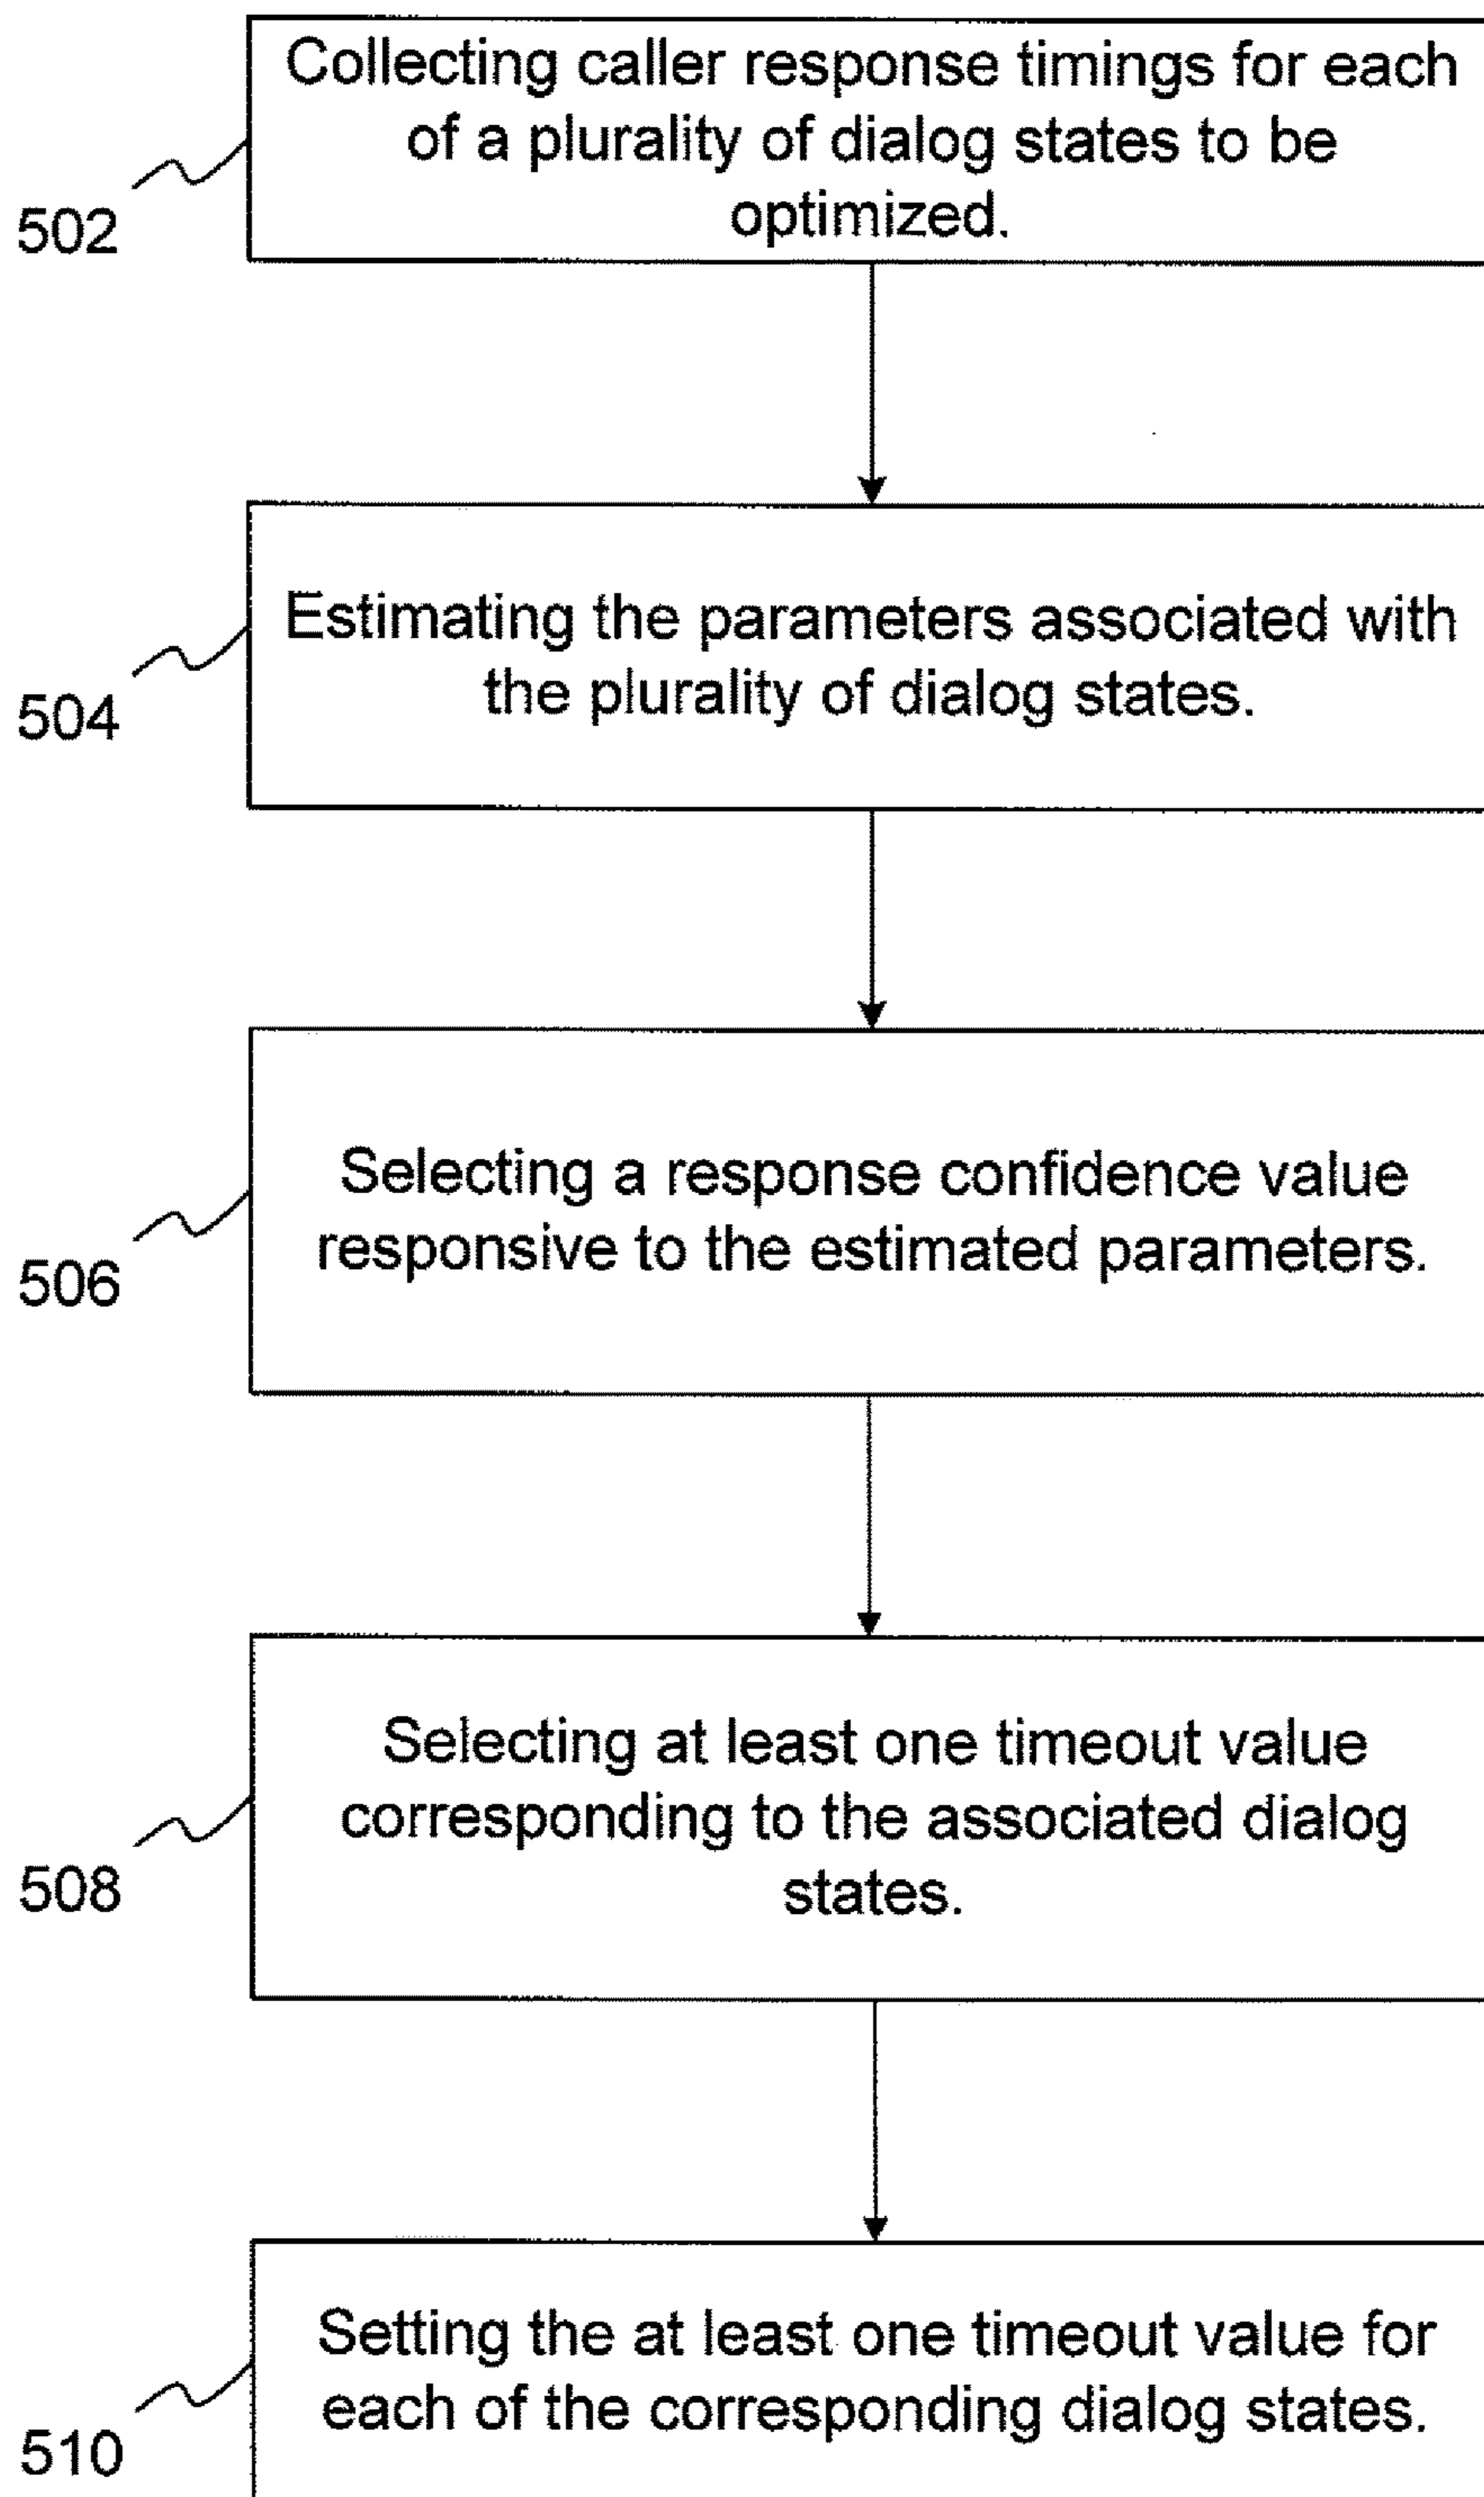 Collecting caller response timings for each
of a plurality of dialog states to be
optimized.
502
Estimating the parameters associated with
the plurality of dialog states.
504
Selecting a response confidence value
responsive to the estimated parameters.
506
Selecting at least one timeout value
corresponding to the associated dialog
states.
508
Setting the at least one timeout value for
each of the corresponding dialog states.
510